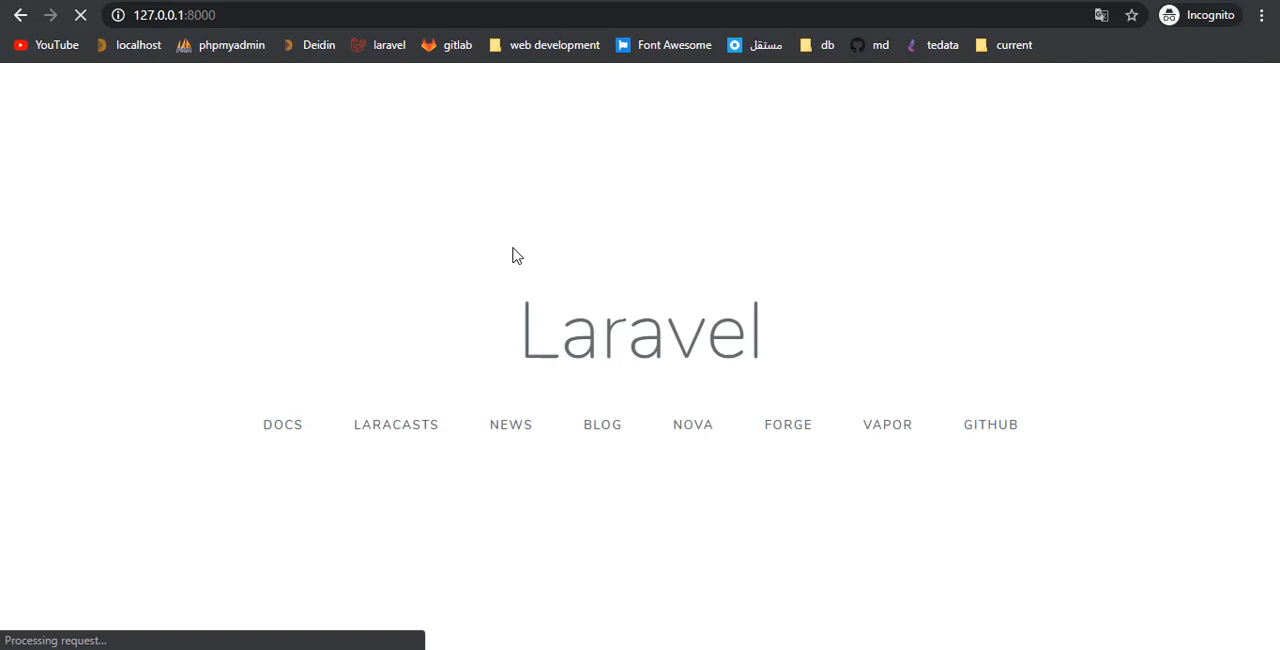 127.0.0.1:8000 Incognito
YouTube localhost phpmyadmin Deidin laravel gitlab web development Font Awesome مستقل db md tedata current
Laravel
DOCS LARACASTS NEWS BLOG NOVA FORGE VAPOR GITHUB
Processing request...